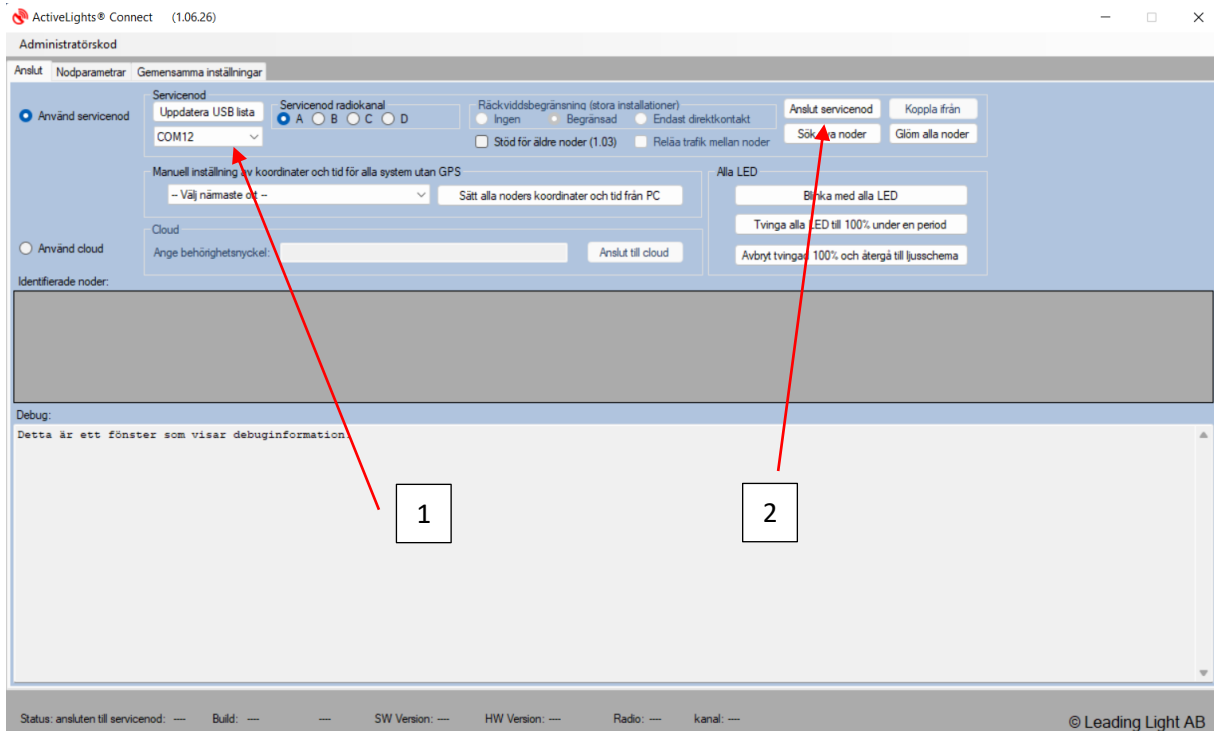 ActiveLights® Connect (1.06.26)
Administratörskod
Anslut Nodparametrar Gemensamma inställningar
Servicenod
Använd servicenod
Uppdatera USB lista
COM12
Servicenod radiokanal
A B C D
Räckviddsbegränsning (stora installationer)
Ingen Begränsad Endast direktkontakt
Stöd för äldre noder (1.03) Reläa trafik mellan noder
Anslut servicenod Koppla ifrån
Sök noder Glöm alla noder
Manuell inställning av koordinater och tid för alla system utan GPS
-- Välj närmaste ort --
Sätt alla noders koordinater och tid från PC
Alla LED
Blinka med alla LED
Tvinga alla LED till 100% under en period
Avbryt tvingad 100% och återgå till ljusschema
Cloud
Använd cloud
Ange behörighetsnyckel:
Anslut till cloud
Identifierade noder:
Debug:
Detta är ett fönster som visar debuginformation.
1
2
Status: ansluten till servicenod: ---- Build: ---- ---- SW Version: ---- HW Version: ---- Radio: ---- kanal: ----
© Leading Light AB